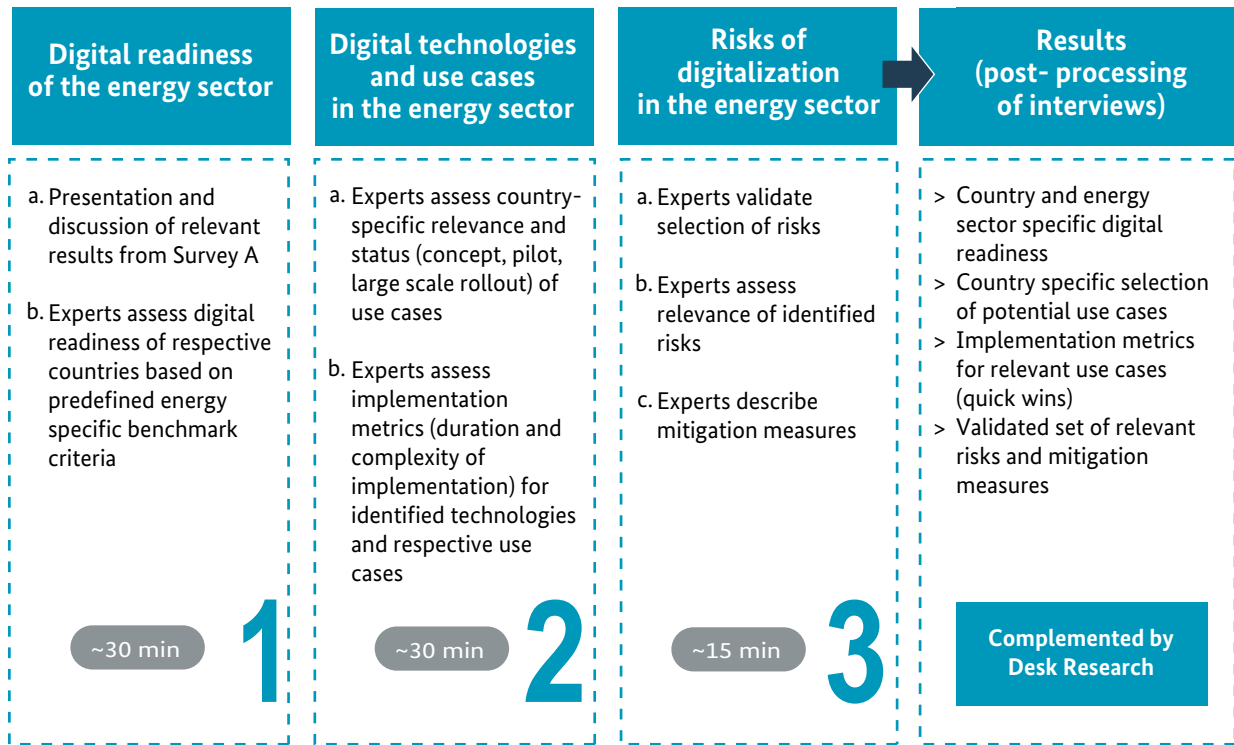 Digital readiness
of the energy sector
a. Presentation and
discussion of relevant
results from Survey A
b. Experts assess digital
readiness of respective
countries based on
predefined energy
specific benchmark
criteria
~30 min
1
Digital technologies
and use cases
in the energy sector
a. Experts assess country-
specific relevance and
status (concept, pilot,
large scale rollout) of
use cases
b. Experts assess
implementation
metrics (duration and
complexity of
implementation) for
identified technologies
and respective use
cases
~30 min
2
Risks of
digitalization
in the energy sector
a. Experts validate
selection of risks
b. Experts assess
relevance of identified
risks
c. Experts describe
mitigation measures
~15 min
3
Results
(post- processing
of interviews)
> Country and energy
sector specific digital
readiness
> Country specific selection
of potential use cases
> Implementation metrics
for relevant use cases
(quick wins)
> Validated set of relevant
risks and mitigation
measures
Complemented by
Desk Research